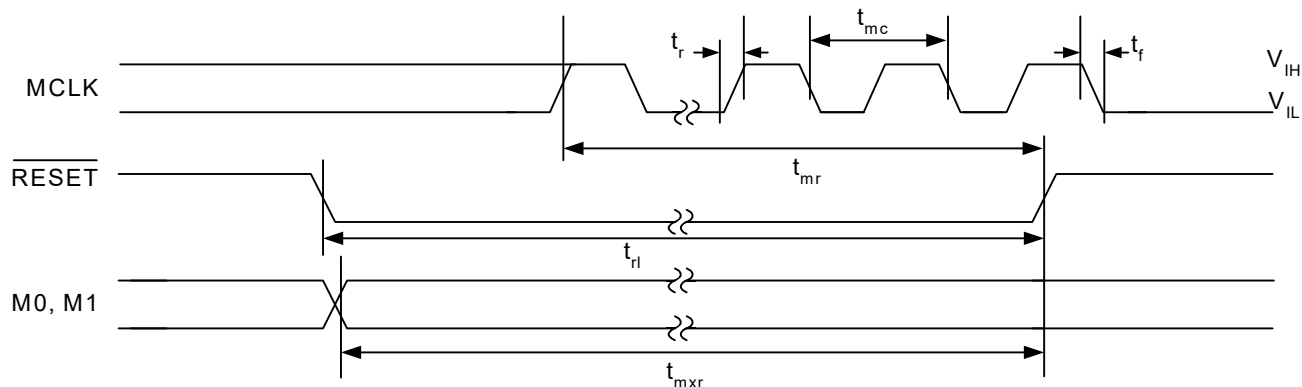 t_mc
t_r
t_f
V_IH
MCLK
V_IL
t_mr
RESET
t_rl
M0, M1
t_mxr